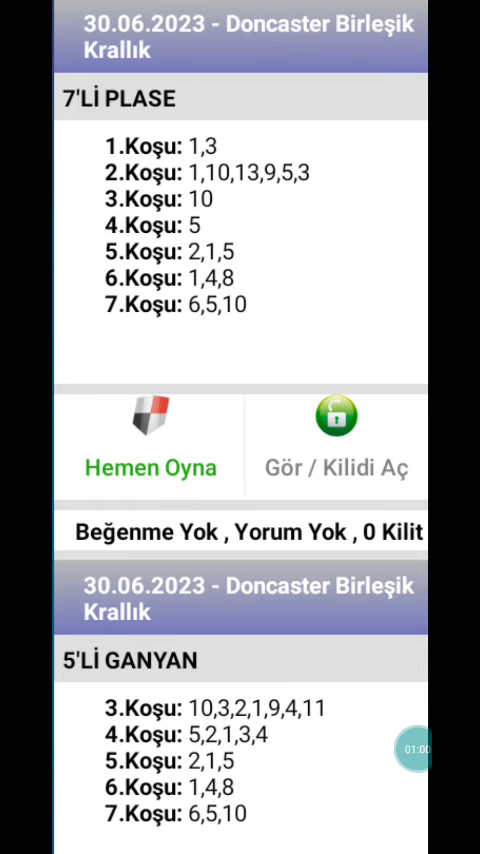 30.06.2023 - Doncaster Birleşik
Krallık
7'Lİ PLASE
1.Koşu: 1,3
2.Koşu: 1,10,13,9,5,3
3.Koşu: 10
4.Koşu: 5
5.Koşu: 2,1,5
6.Koşu: 1,4,8
7.Koşu: 6,5,10
Hemen Oyna
Gör / Kilidi Aç
Beğenme Yok , Yorum Yok , 0 Kilit
30.06.2023 - Doncaster Birleşik
Krallık
5'Lİ GANYAN
3.Koşu: 10,3,2,1,9,4,11
4.Koşu: 5,2,1,3,4
01:00
5.Koşu: 2,1,5
6.Koşu: 1,4,8
7.Koşu: 6,5,10